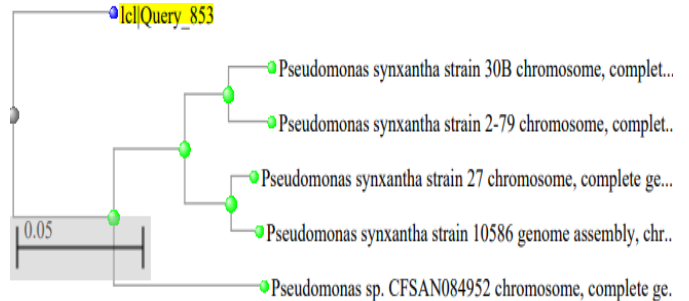 lcl|Query_853
Pseudomonas synxantha strain 30B chromosome, complet...
Pseudomonas synxantha strain 2-79 chromosome, complet...
Pseudomonas synxantha strain 27 chromosome, complete ge...
0.05
Pseudomonas synxantha strain 10586 genome assembly, chr...
Pseudomonas sp. CFSAN084952 chromosome, complete ge...